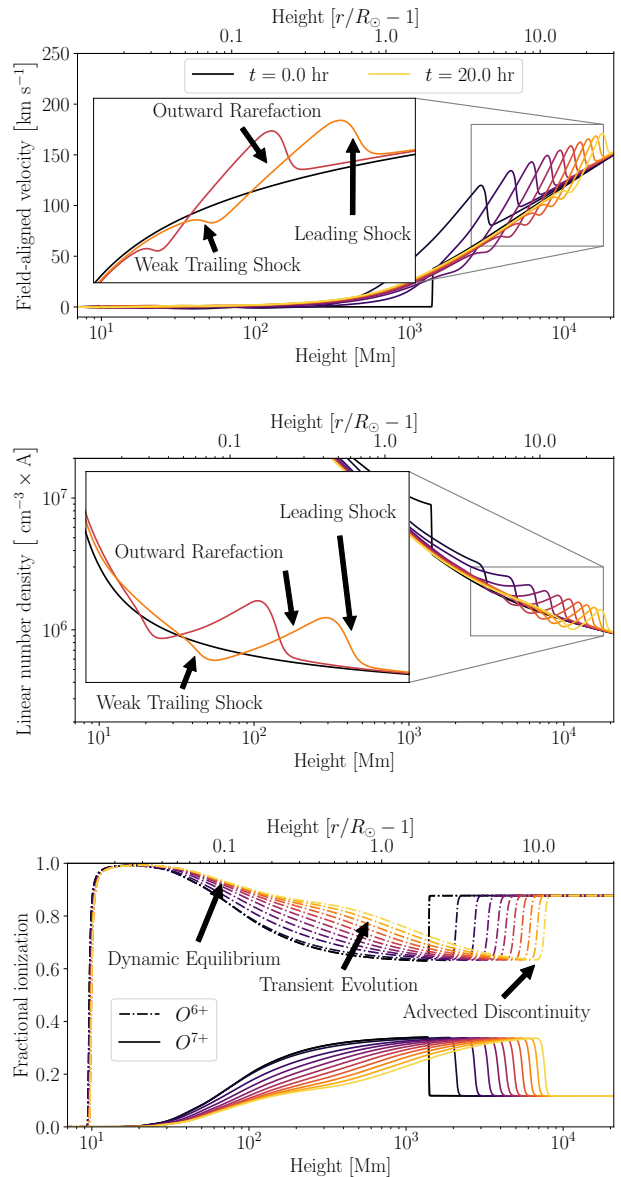 Height [r/R☉ − 1]
0.1 1.0 10.0
Field-aligned velocity [km s⁻¹]
250
200
150
100
50
0
t = 0.0 hr t = 20.0 hr
Outward Rarefaction
Leading Shock
Weak Trailing Shock
10¹ 10² 10³ 10⁴
Height [Mm]
Height [r/R☉ − 1]
0.1 1.0 10.0
Linear number density [ cm⁻³ × A]
10⁷
10⁶
Leading Shock
Outward Rarefaction
Weak Trailing Shock
10¹ 10² 10³ 10⁴
Height [Mm]
Height [r/R☉ − 1]
0.1 1.0 10.0
Fractional ionization
1.0
0.8
0.6
0.4
0.2
0.0
Dynamic Equilibrium
Transient Evolution
Advected Discontinuity
O⁶⁺
O⁷⁺
10¹ 10² 10³ 10⁴
Height [Mm]